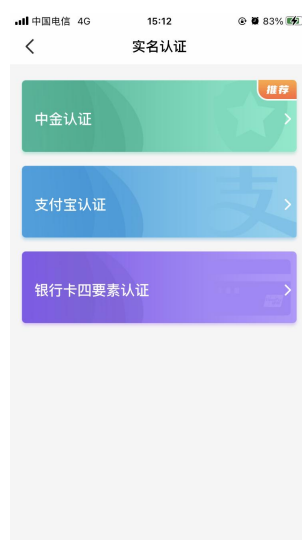 中国电信 4G 15:12 83%
实名认证
推荐
中金认证
支付宝认证
支
银行卡四要素认证